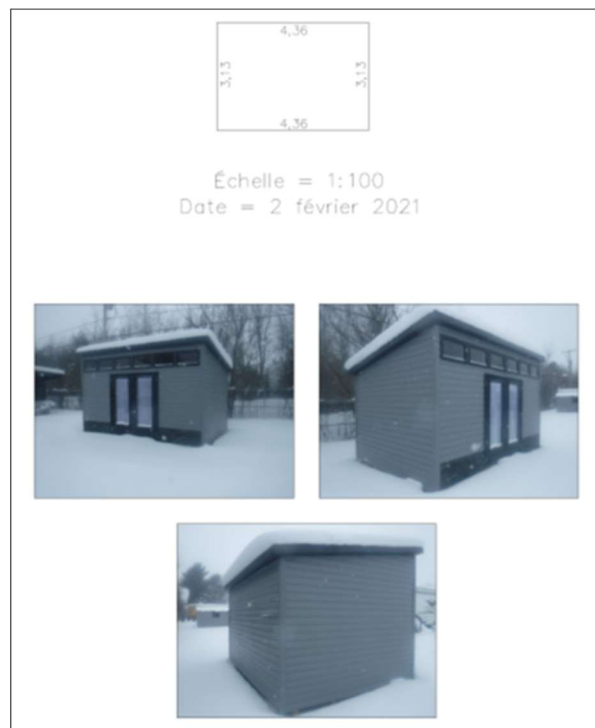 4,36
3,13 3,13
4,36
Échelle = 1:100
Date = 2 février 2021